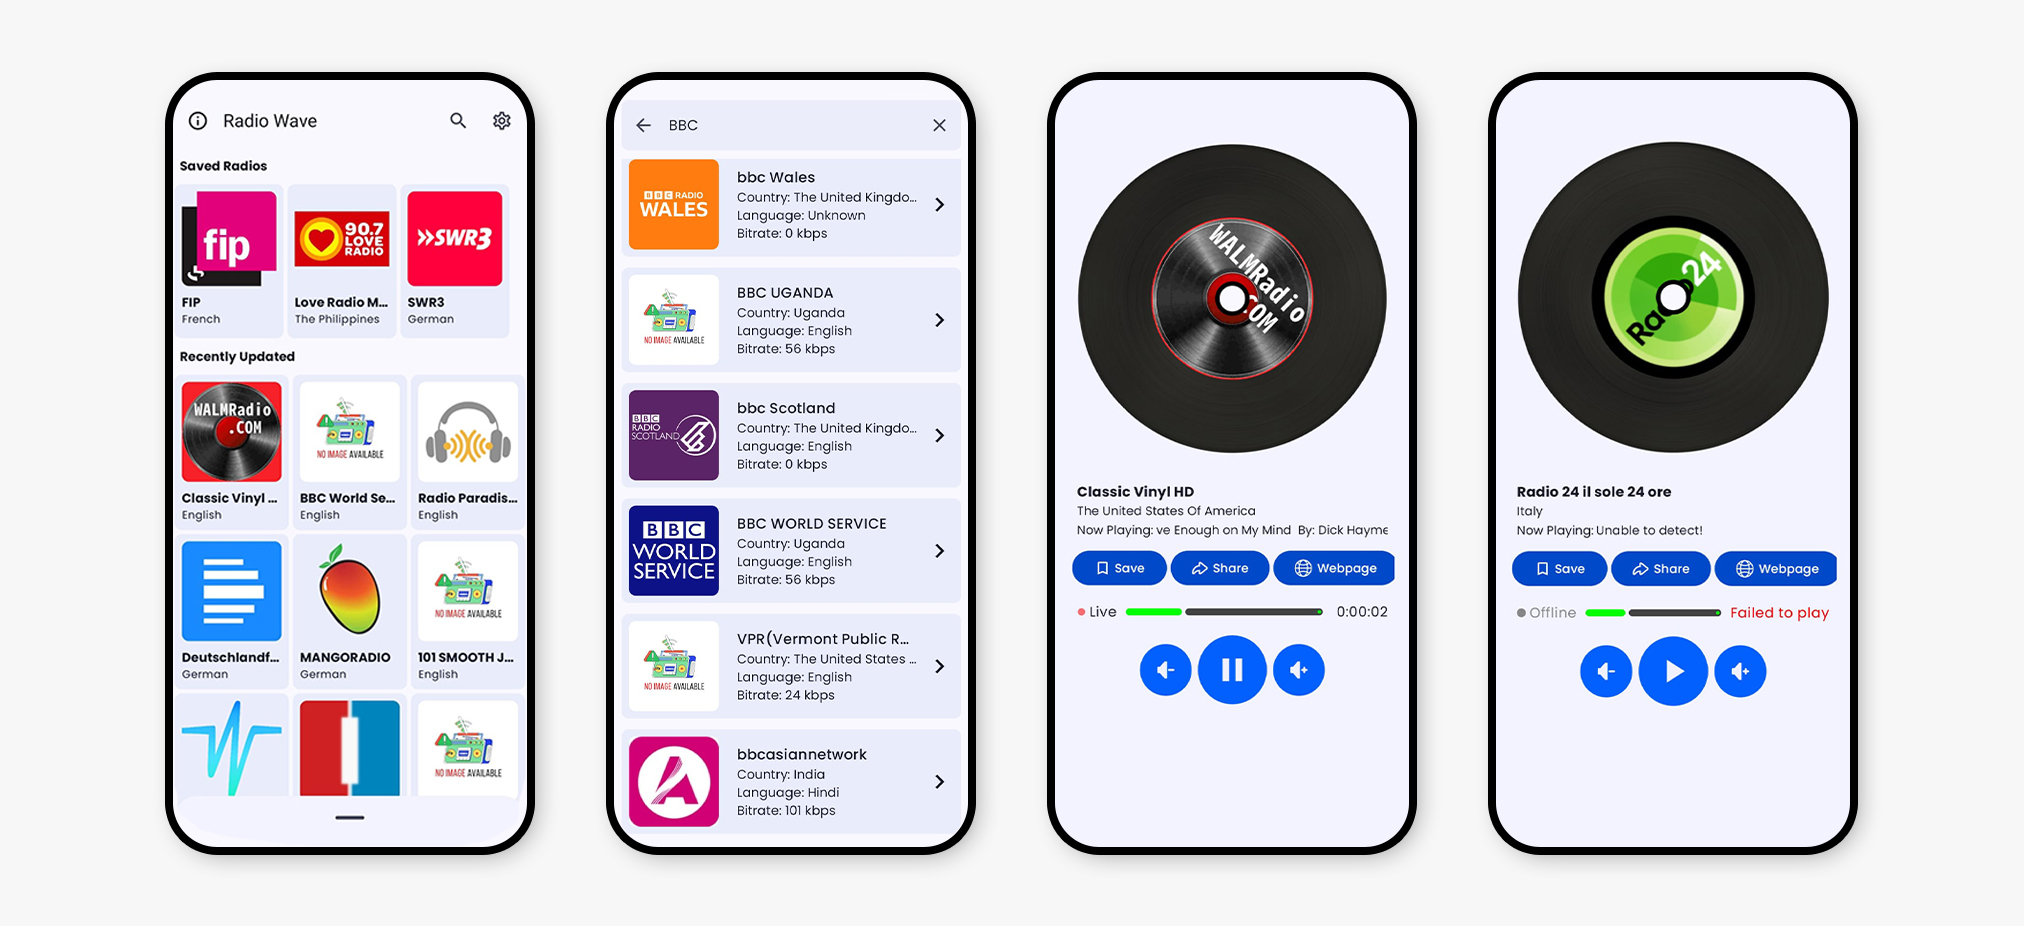 Radio Wave
Saved Radios
fip
90.7
LOVE
RADIO
»SWR3
FIP
French
Love Radio M...
The Philippines
SWR3
German
Recently Updated
WALMRadio
.COM
NO IMAGE AVAILABLE
Classic Vinyl ...
English
BBC World Se...
English
Radio Paradis...
English
NO IMAGE AVAILABLE
Deutschlandf...
German
MANGORADIO
German
101 SMOOTH J...
English
NO IMAGE AVAILABLE
BBC
BBC RADIO
WALES
bbc Wales
Country: The United Kingdo...
Language: Unknown
Bitrate: 0 kbps
NO IMAGE AVAILABLE
BBC UGANDA
Country: Uganda
Language: English
Bitrate: 56 kbps
BBC
RADIO
SCOTLAND
bbc Scotland
Country: The United Kingdo...
Language: English
Bitrate: 0 kbps
BBC
WORLD
SERVICE
BBC WORLD SERVICE
Country: Uganda
Language: English
Bitrate: 56 kbps
NO IMAGE AVAILABLE
VPR(Vermont Public R...
Country: The United States ...
Language: English
Bitrate: 24 kbps
bbcasiannetwork
Country: India
Language: Hindi
Bitrate: 101 kbps
WALMRadio
.COM
Classic Vinyl HD
The United States Of America
Now Playing: ve Enough on My Mind By: Dick Hayme
Save
Share
Webpage
Live
0:00:02
Radio24
Radio 24 il sole 24 ore
Italy
Now Playing: Unable to detect!
Save
Share
Webpage
Offline
Failed to play